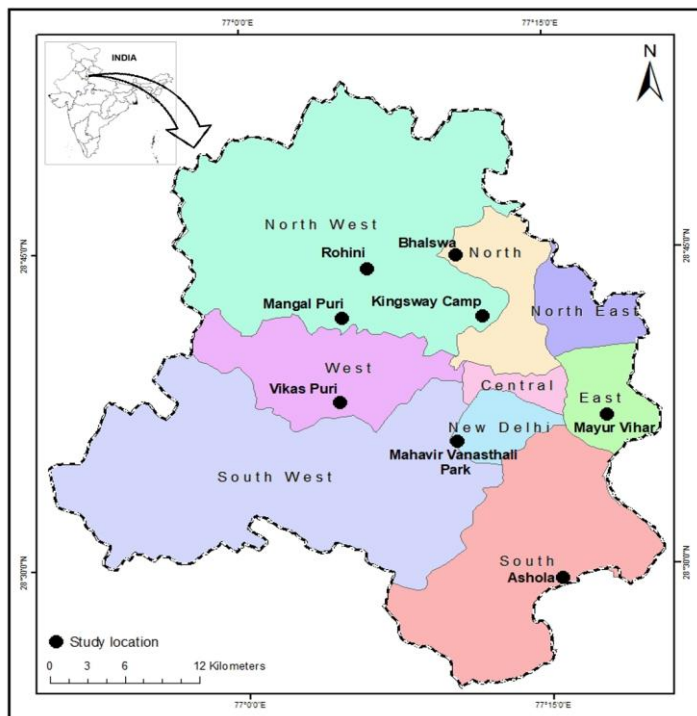 77°0'0"E
77°15'0"E
INDIA
N
North West
Bhalswa
North
28°45'0"N
28°45'0"N
Rohini
Mangal Puri
Kingsway Camp
North East
West
Central
East
Vikas Puri
Mayur Vihar
New Delhi
Mahavir Vanasthali
Park
South West
South
28°30'0"N
28°30'0"N
Ashola
Study location
0 3 6 12 Kilometers
77°0'0"E
77°15'0"E